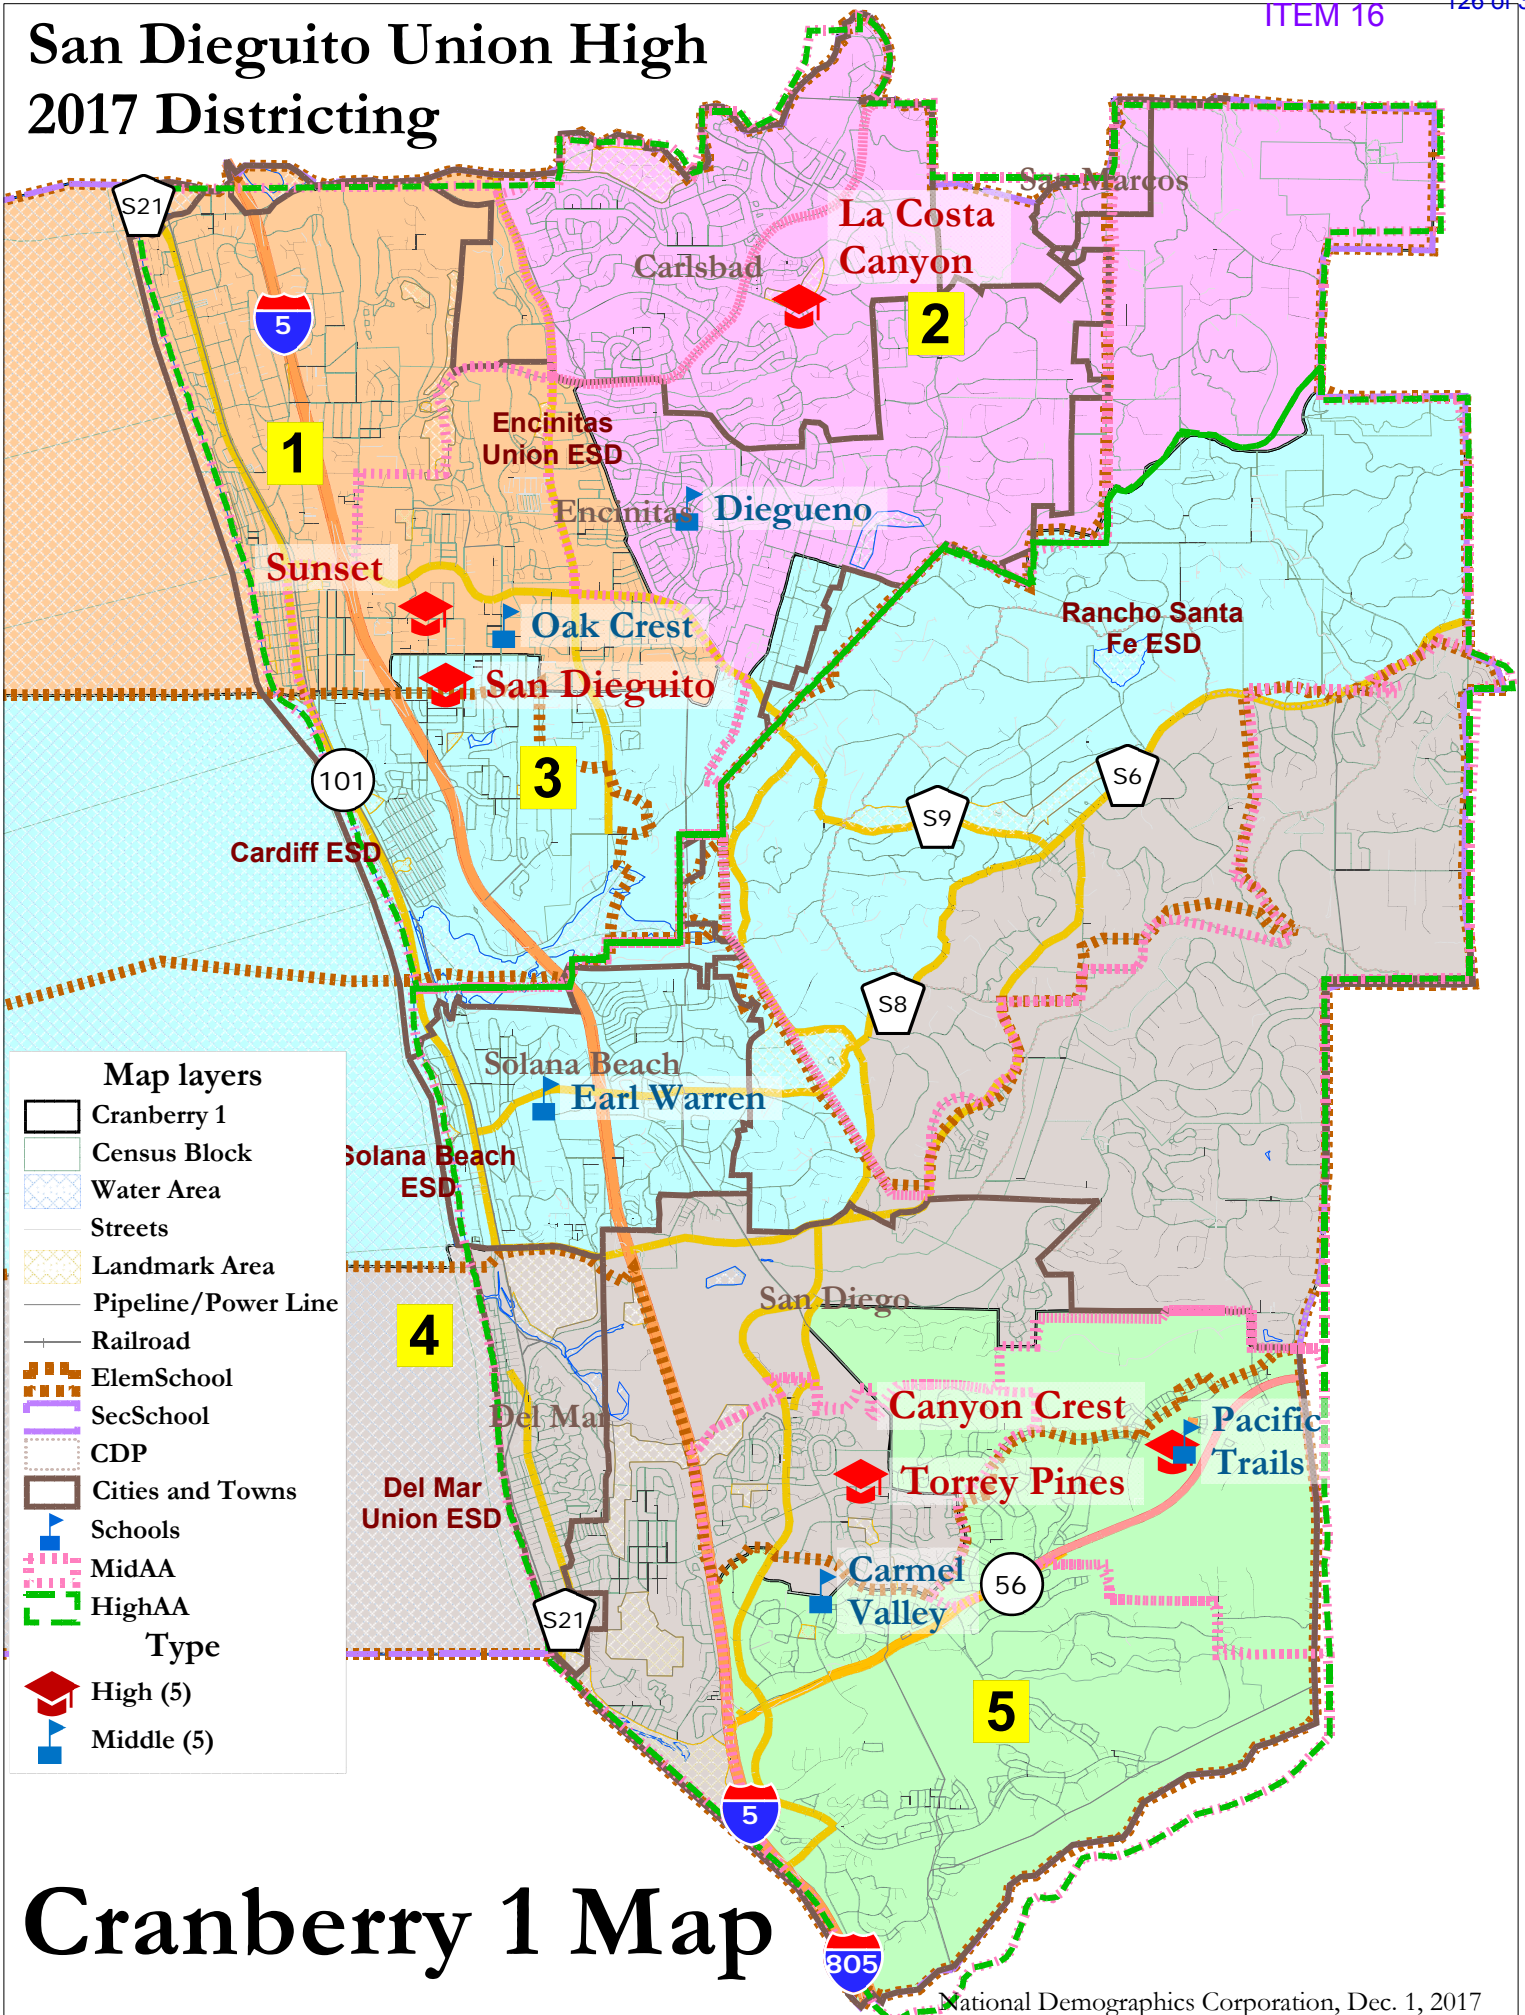 ITEM 16
San Dieguito Union High
2017 Districting
S21
San Marcos
La Costa
Canyon
Carlsbad
5
2
1
Encinitas
Union ESD
Encinitas
Diegueno
Sunset
Oak Crest
Rancho Santa
Fe ESD
San Dieguito
101
3
S6
S9
Cardiff ESD
S8
Solana Beach
Earl Warren
Solana Beach
ESD
San Diego
4
Del Mar
Canyon Crest
Pacific
Trails
Torrey Pines
Del Mar
Union ESD
Carmel
Valley
56
S21
5
5
805
Map layers
Cranberry 1
Census Block
Water Area
Streets
Landmark Area
Pipeline/Power Line
Railroad
ElemSchool
SecSchool
CDP
Cities and Towns
Schools
MidAA
HighAA
Type
High (5)
Middle (5)
Cranberry 1 Map
National Demographics Corporation, Dec. 1, 2017